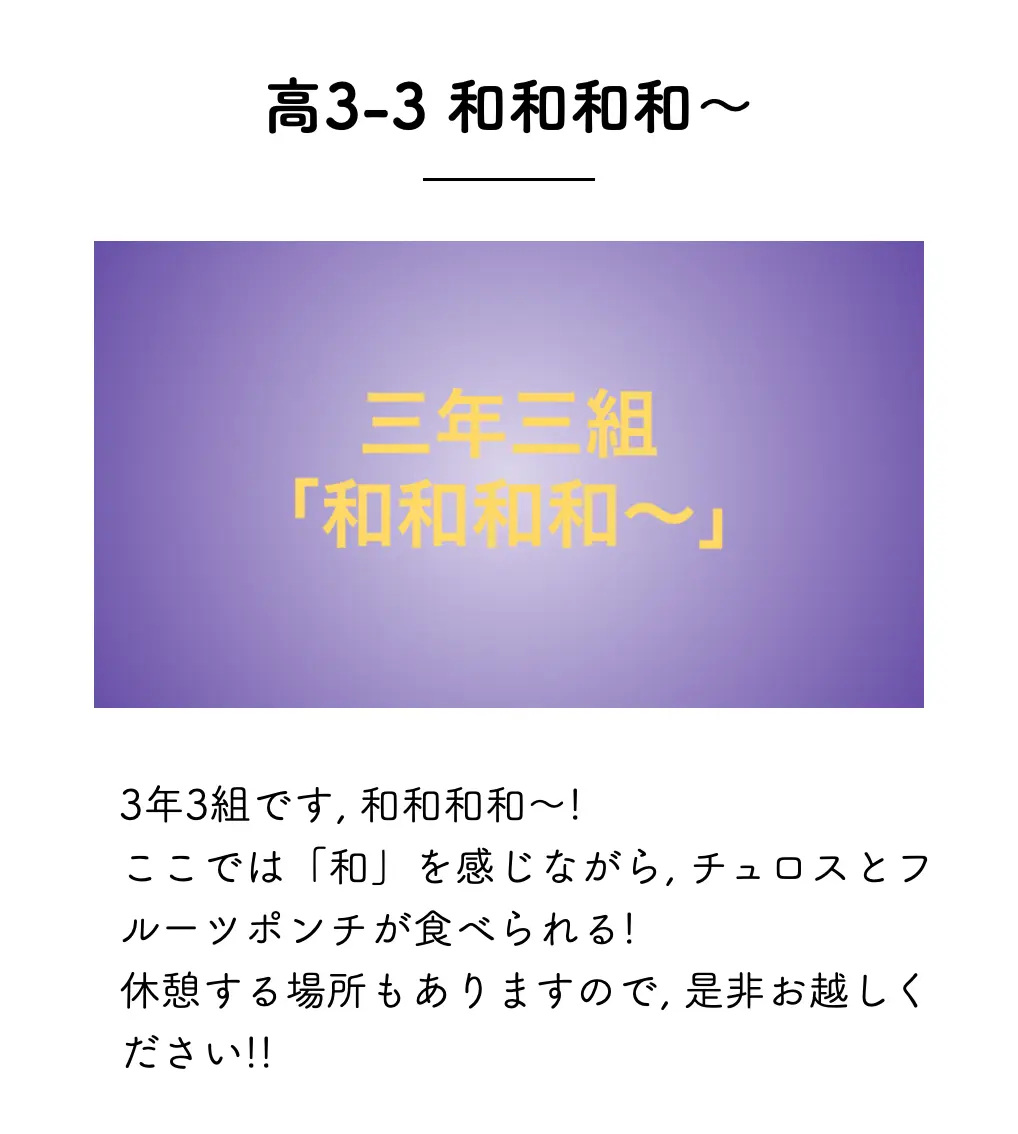 高3-3 和和和和～
三年三組
「和和和和～」
3年3組です, 和和和和～!
ここでは「和」を感じながら, チュロスとフ
ルーツポンチが食べられる!
休憩する場所もありますので, 是非お越しく
ださい!!